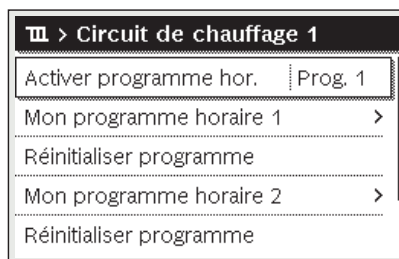 > Circuit de chauffage 1
Activer programme hor. Prog. 1
Mon programme horaire 1 >
Réinitialiser programme
Mon programme horaire 2 >
Réinitialiser programme